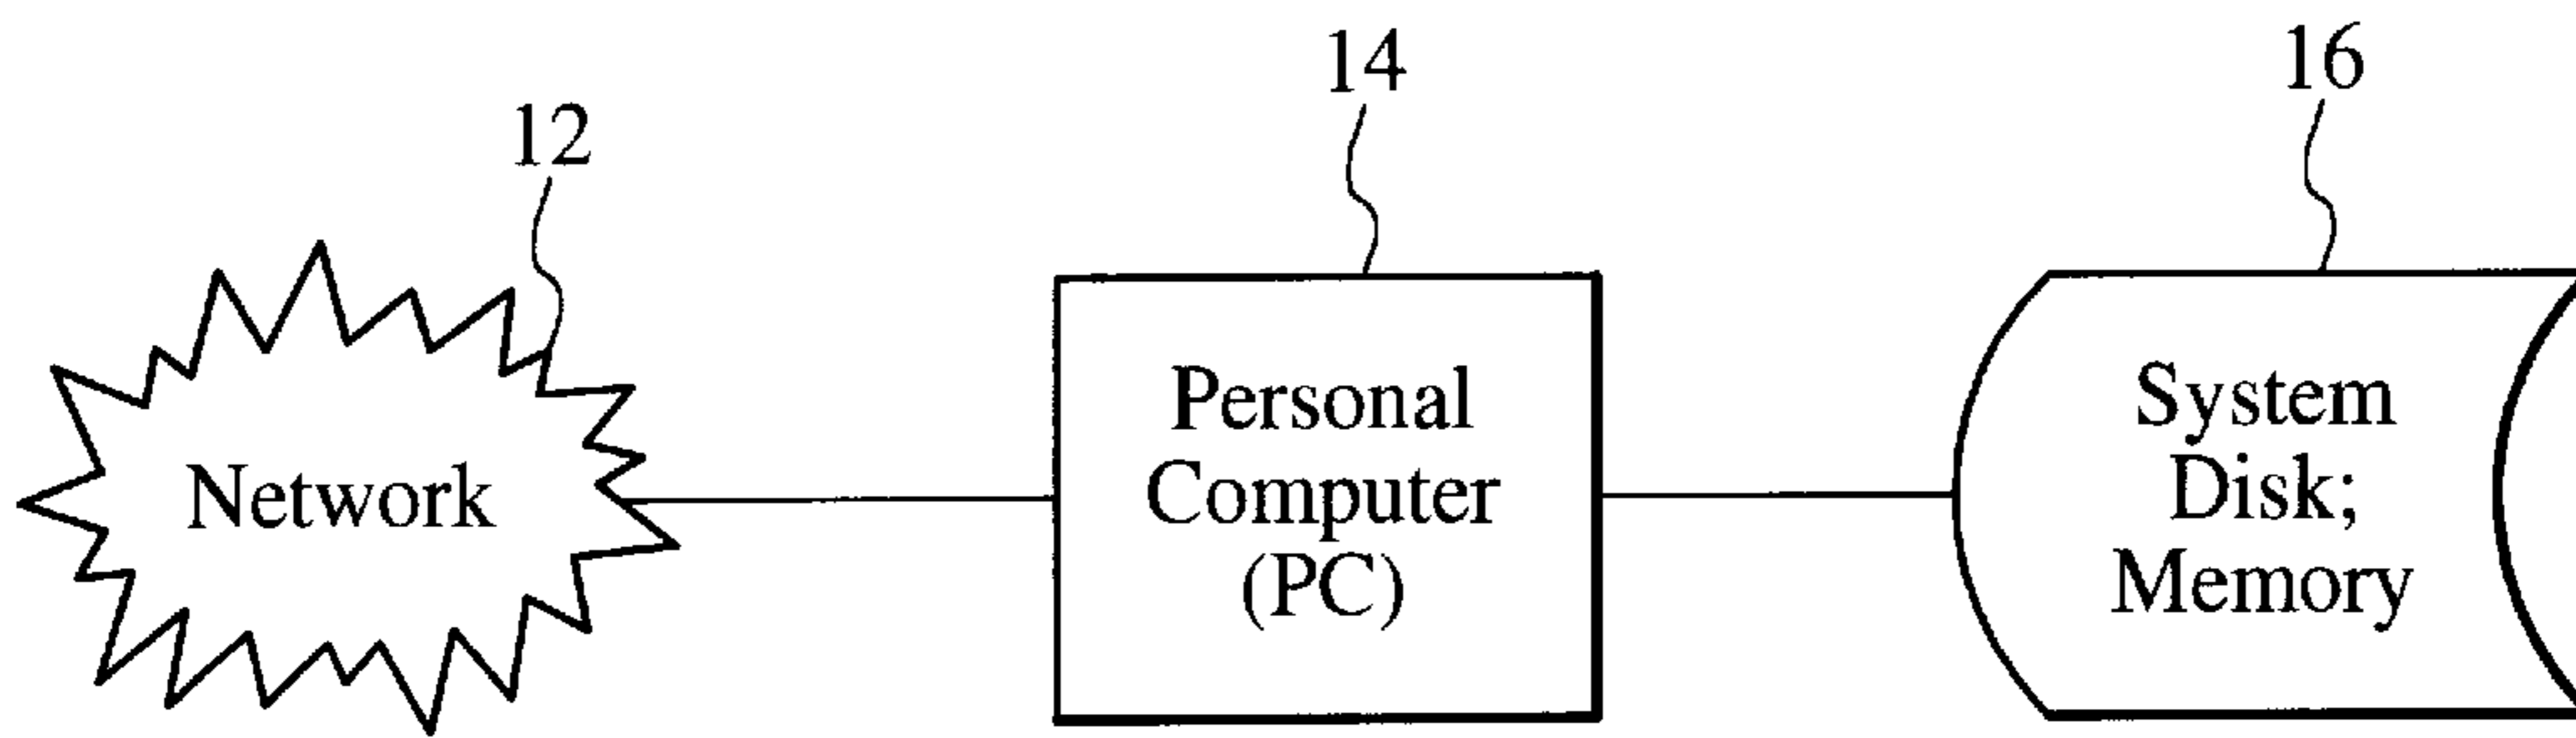 12
14
16
Network
Personal
Computer
(PC)
System
Disk;
Memory